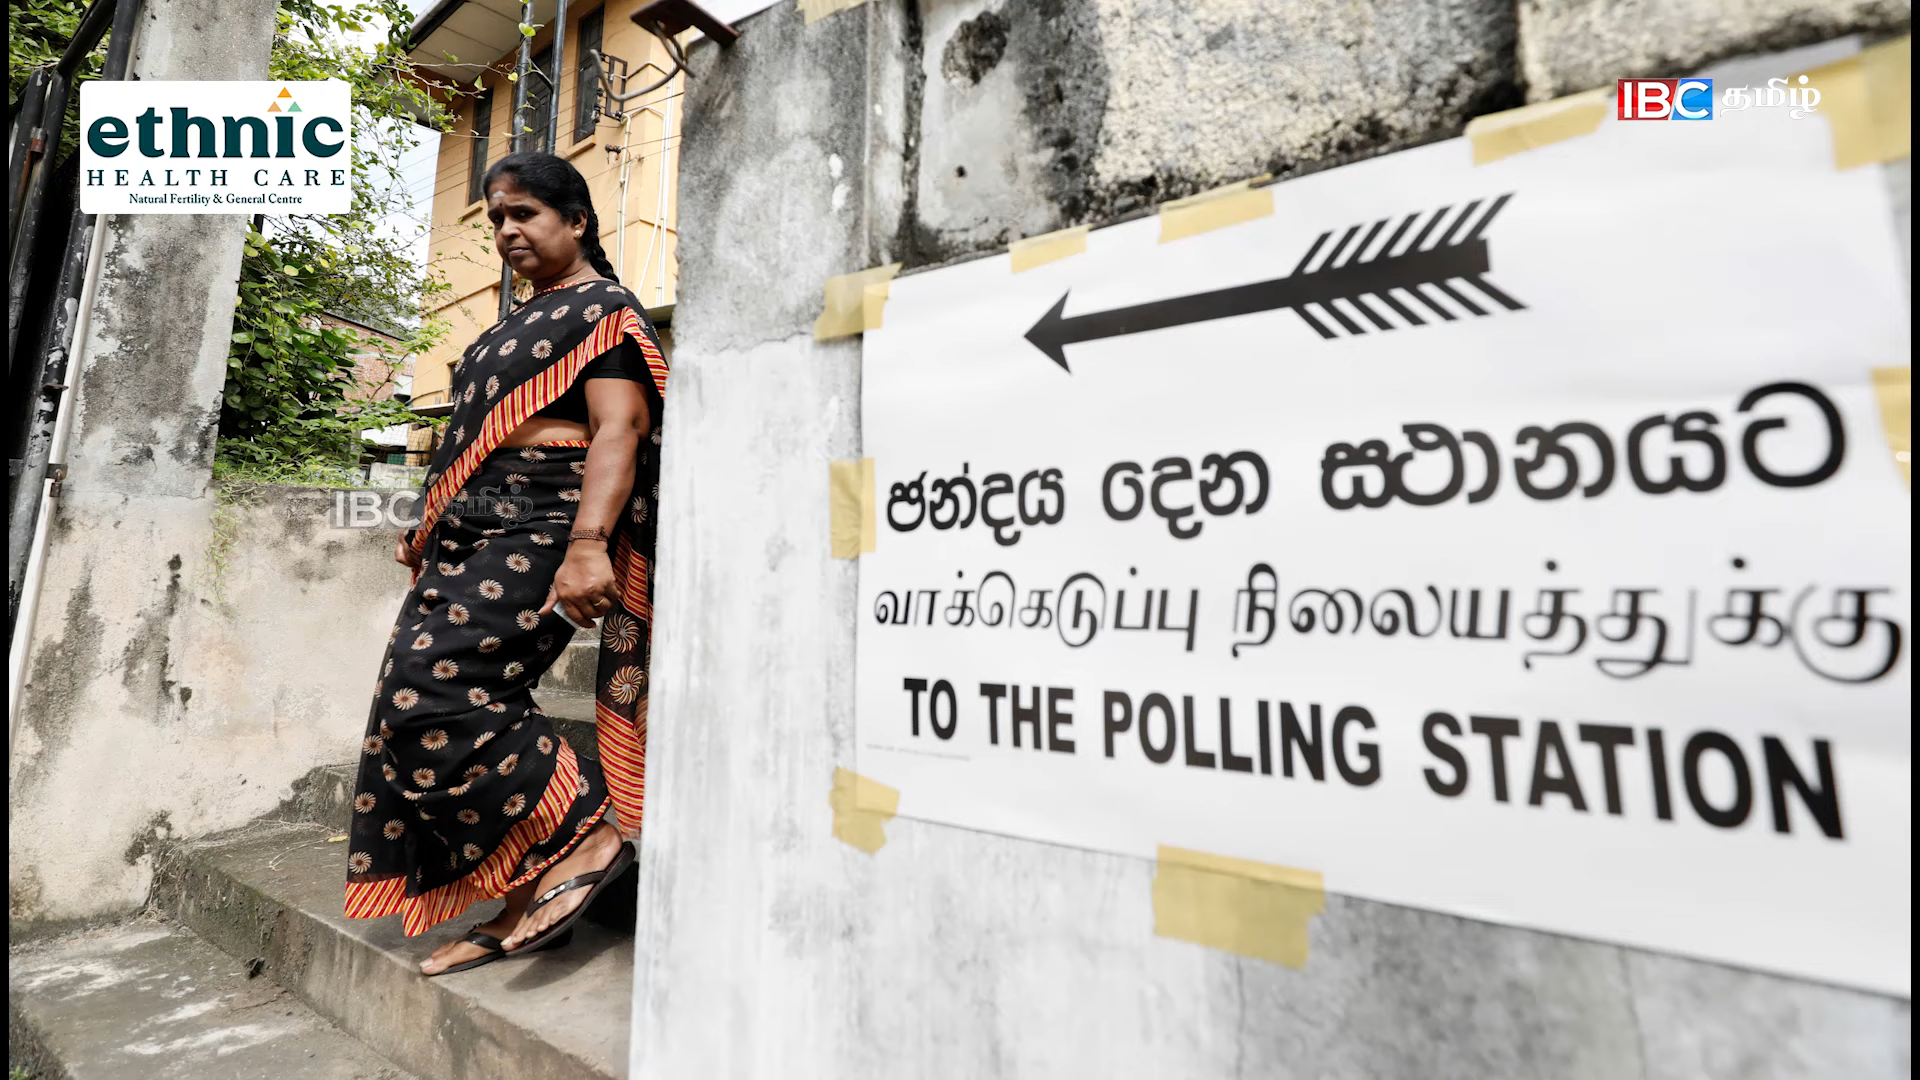 ethnic
HEALTH CARE
Natural Fertility & General Centre
IBC தமிழ்
IBC தமிழ்
ඡන්දය දෙන ස්ථානයට
வாக்கெடுப்பு நிலையத்துக்கு
TO THE POLLING STATION